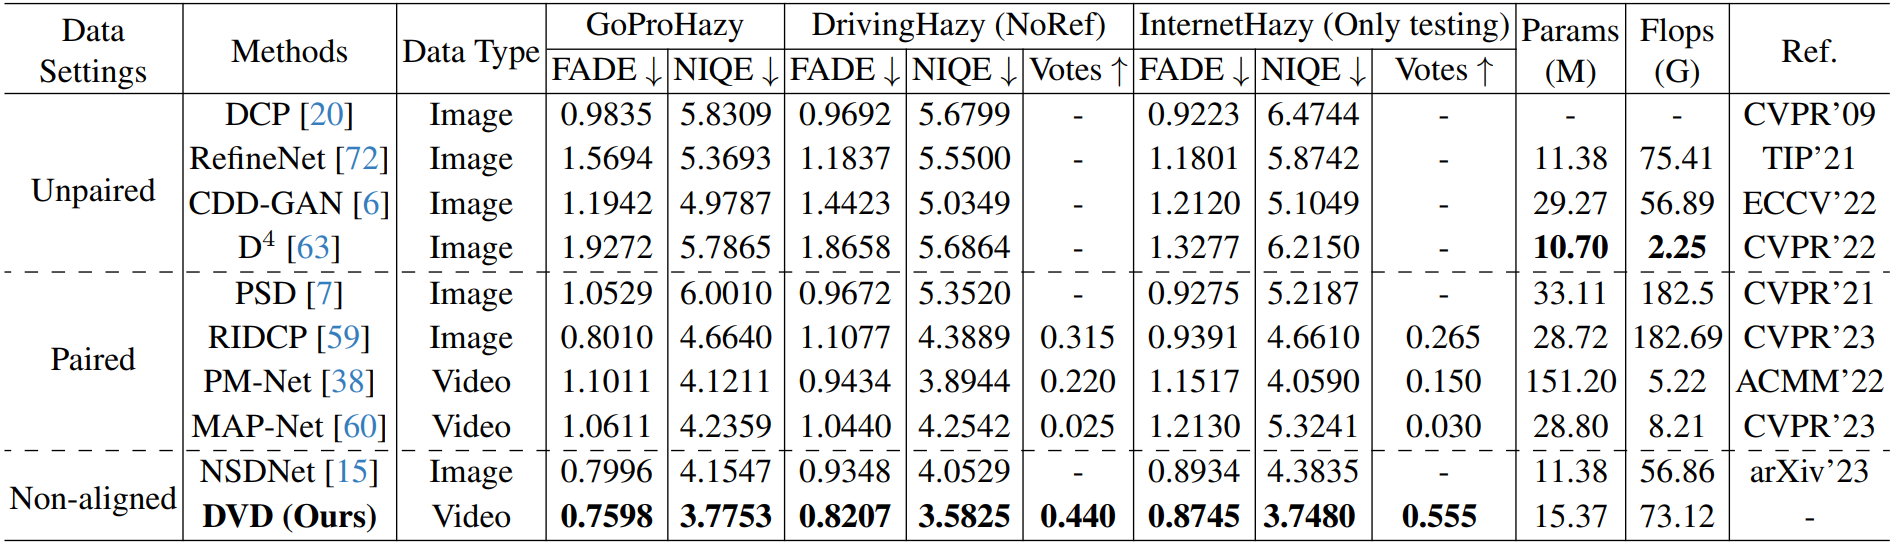 Data Settings Methods Data Type GoProHazy DrivingHazy (NoRef) InternetHazy (Only testing) Params (M) Flops (G) Ref.
FADE ↓ NIQE ↓ FADE ↓ NIQE ↓ Votes ↑ FADE ↓ NIQE ↓ Votes ↑
Unpaired
DCP [20] Image 0.9835 5.8309 0.9692 5.6799 - 0.9223 6.4744 - - - CVPR’09
RefineNet [72] Image 1.5694 5.3693 1.1837 5.5500 - 1.1801 5.8742 - 11.38 75.41 TIP’21
CDD-GAN [6] Image 1.1942 4.9787 1.4423 5.0349 - 1.2120 5.1049 - 29.27 56.89 ECCV’22
D⁴ [63] Image 1.9272 5.7865 1.8658 5.6864 - 1.3277 6.2150 - 10.70 2.25 CVPR’22
Paired
PSD [7] Image 1.0529 6.0010 0.9672 5.3520 - 0.9275 5.2187 - 33.11 182.5 CVPR’21
RIDCP [59] Image 0.8010 4.6640 1.1077 4.3889 0.315 0.9391 4.6610 0.265 28.72 182.69 CVPR’23
PM-Net [38] Video 1.1011 4.1211 0.9434 3.8944 0.220 1.1517 4.0590 0.150 151.20 5.22 ACMM’22
MAP-Net [60] Video 1.0611 4.2359 1.0440 4.2542 0.025 1.2130 5.3241 0.030 28.80 8.21 CVPR’23
Non-aligned
NSDNet [15] Image 0.7996 4.1547 0.9348 4.0529 - 0.8934 4.3835 - 11.38 56.86 arXiv’23
DVD (Ours) Video 0.7598 3.7753 0.8207 3.5825 0.440 0.8745 3.7480 0.555 15.37 73.12 -